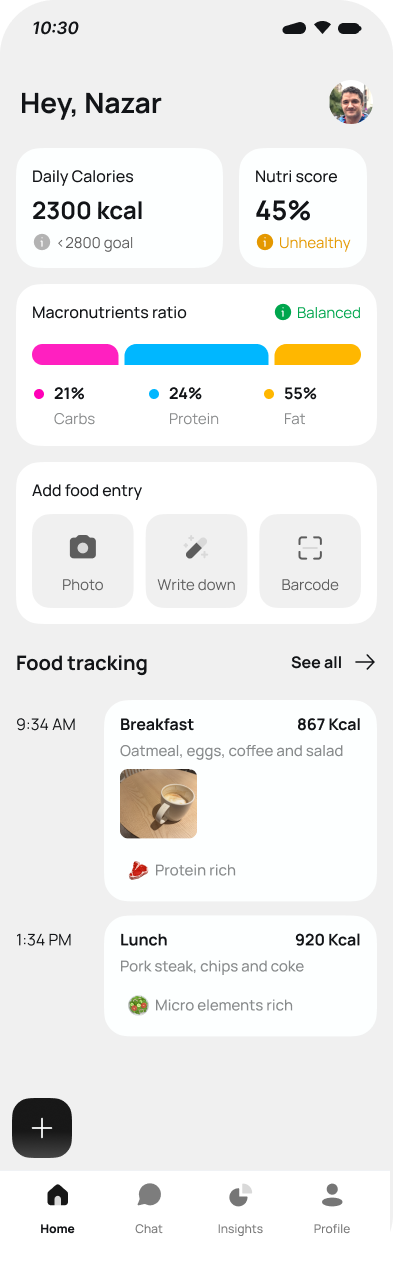 10:30
Hey, Nazar
Daily Calories
2300 kcal
<2800 goal
Nutri score
45%
Unhealthy
Macronutrients ratio
Balanced
21%
Carbs
24%
Protein
55%
Fat
Add food entry
Photo
Write down
Barcode
Food tracking
See all
9:34 AM
Breakfast
867 Kcal
Oatmeal, eggs, coffee and salad
Protein rich
1:34 PM
Lunch
920 Kcal
Pork steak, chips and coke
Micro elements rich
Home
Chat
Insights
Profile